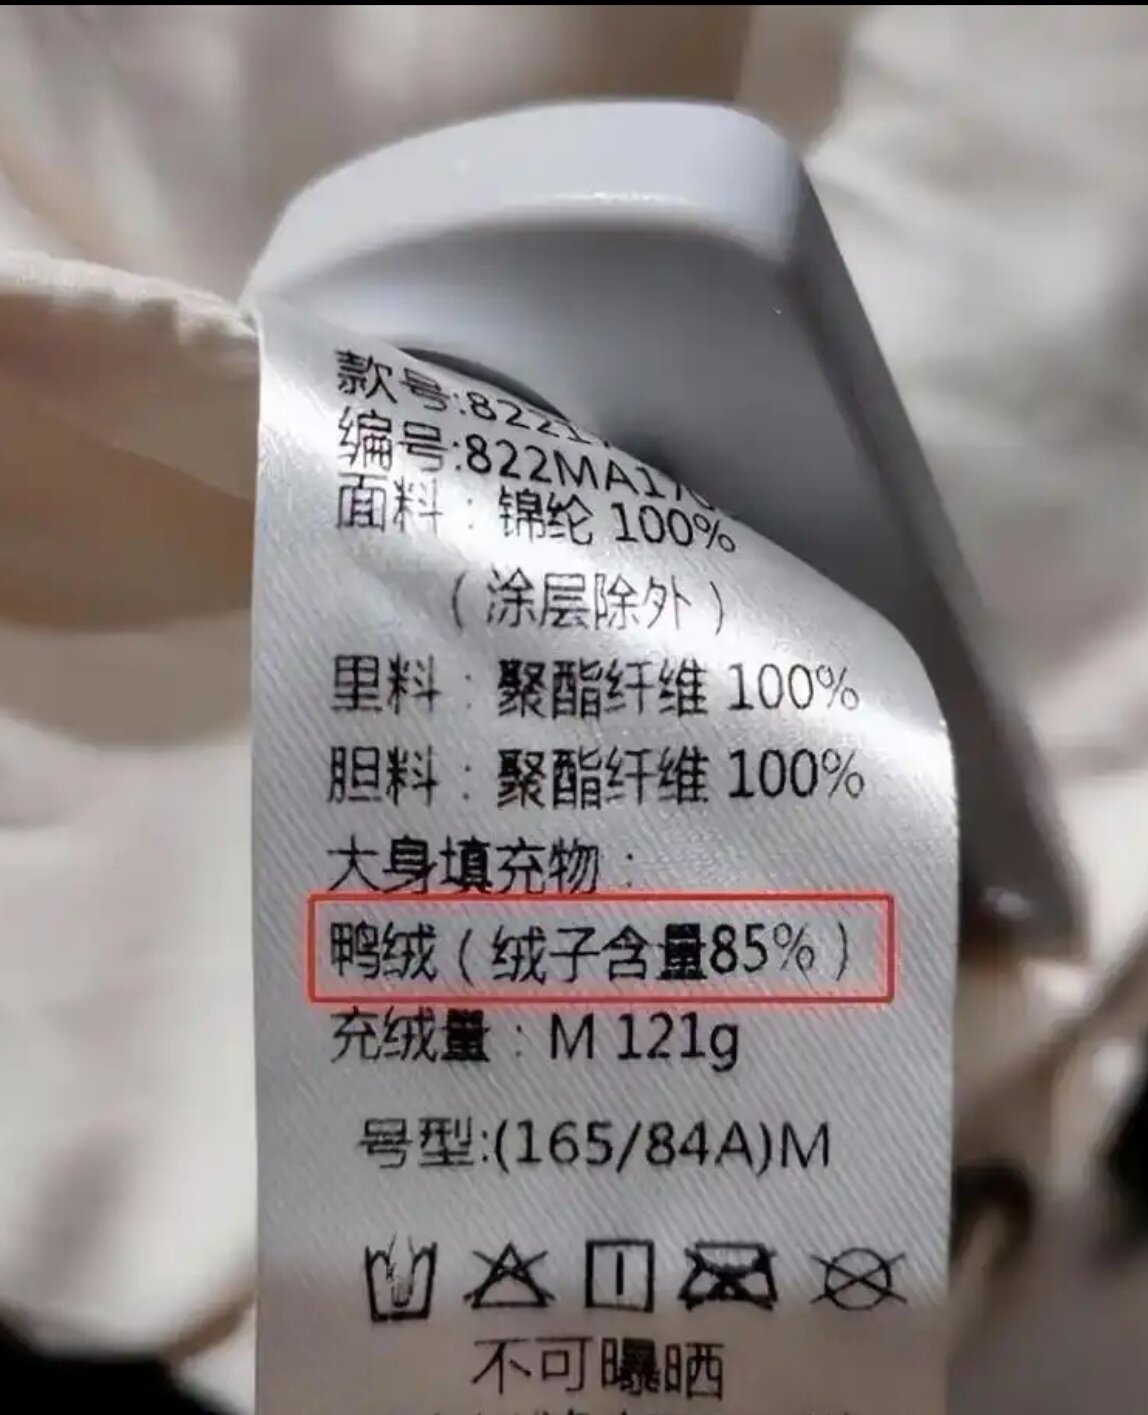 款号:8221
编号:822MA170
面料：锦纶 100%
（涂层除外）
里料：聚酯纤维 100%
胆料：聚酯纤维 100%
大身填充物：
鸭绒（绒子含量85%）
充绒量：M 121g
号型:(165/84A)M
不可曝晒